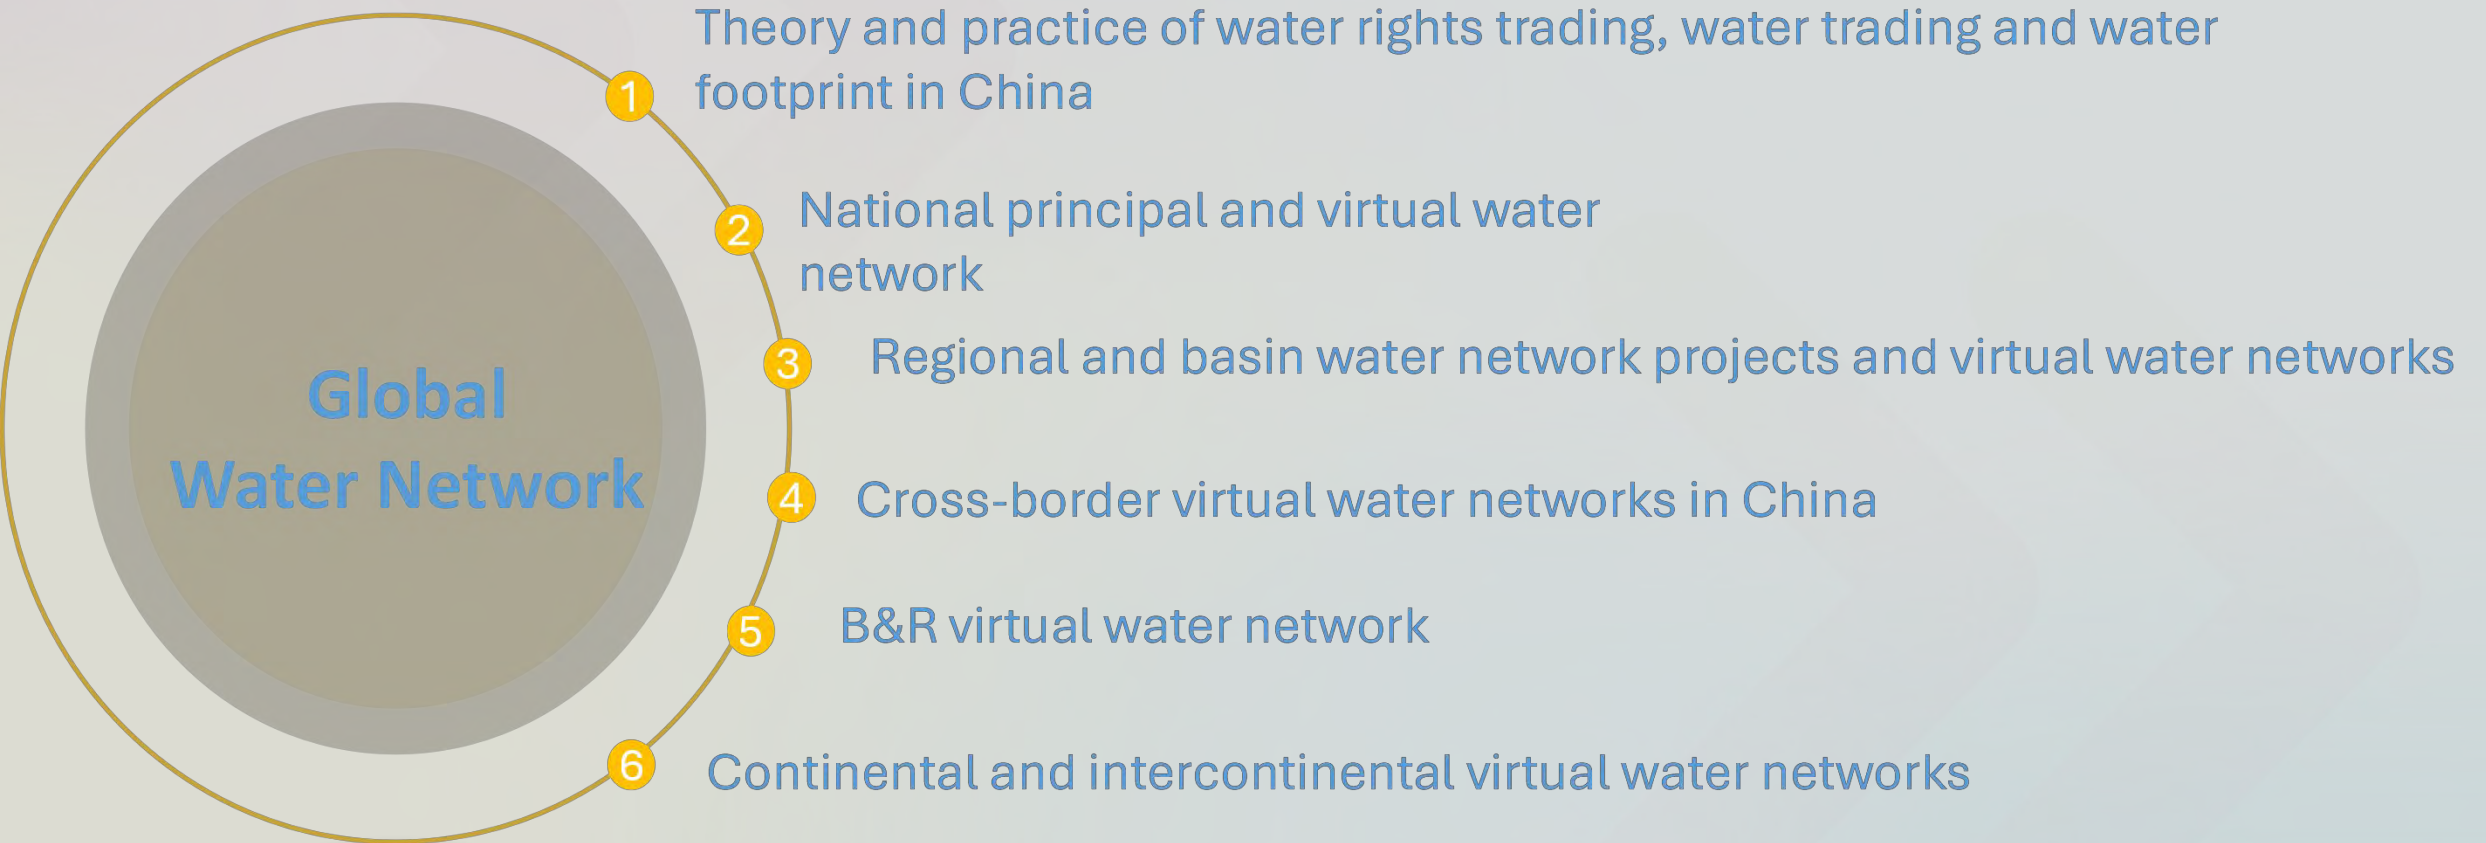 Theory and practice of water rights trading, water trading and water
footprint in China
1
National principal and virtual water
network
2
Regional and basin water network projects and virtual water networks
3
Global
Water Network
4
Cross-border virtual water networks in China
5
B&R virtual water network
6
Continental and intercontinental virtual water networks